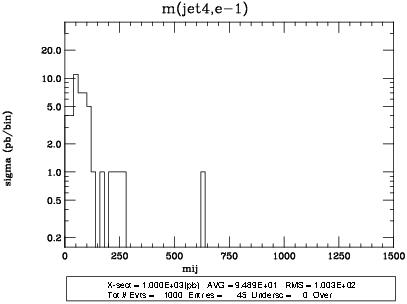 m(jet4,e−1)
sigma (pb/bin)
20.0
10.0
5.0
2.0
1.0
0.5
0.2
0 250 500 750 1000 1250 1500
mij
X-sect = 1.000E+03(pb) AVG = 9.489E+01 RMS = 1.003E+02
Tot # Evts = 1000 Entries = 45 Undersc = 0 Over